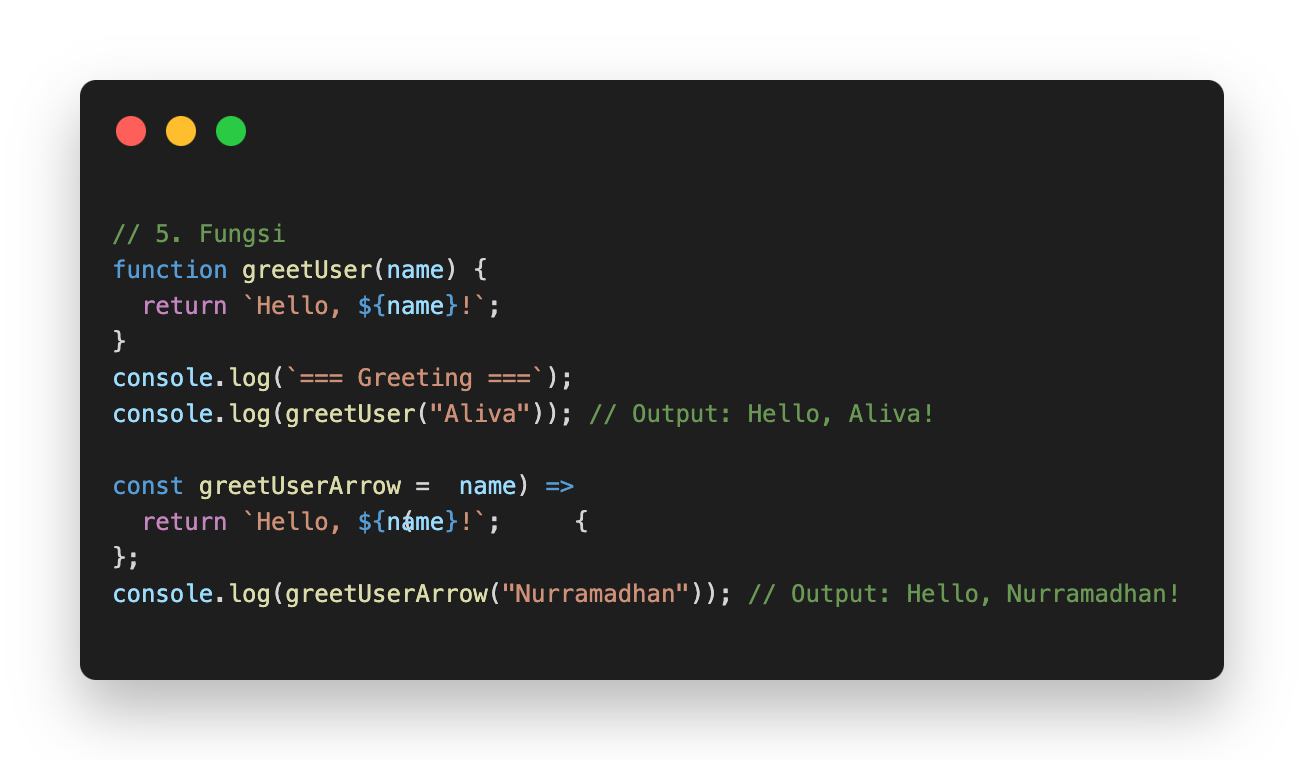 // 5. Fungsi
function greetUser(name) {
  return `Hello, ${name}!`;
}
console.log(`=== Greeting ===`);
console.log(greetUser("Aliva")); // Output: Hello, Aliva!
const greetUserArrow = (name) => {
  return `Hello, ${name}!`;
};
console.log(greetUserArrow("Nurramadhan")); // Output: Hello, Nurramadhan!